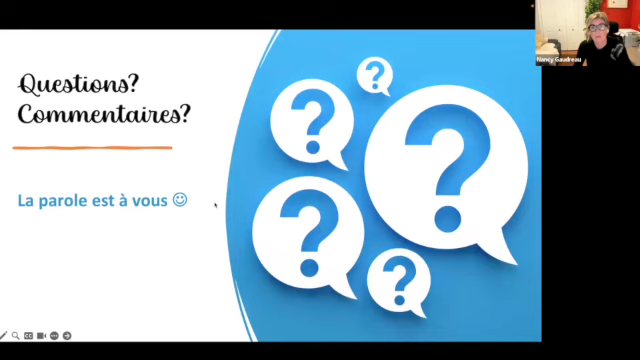 Questions?
Commentaires?
La parole est à vous ☺
Nancy Gaudreau